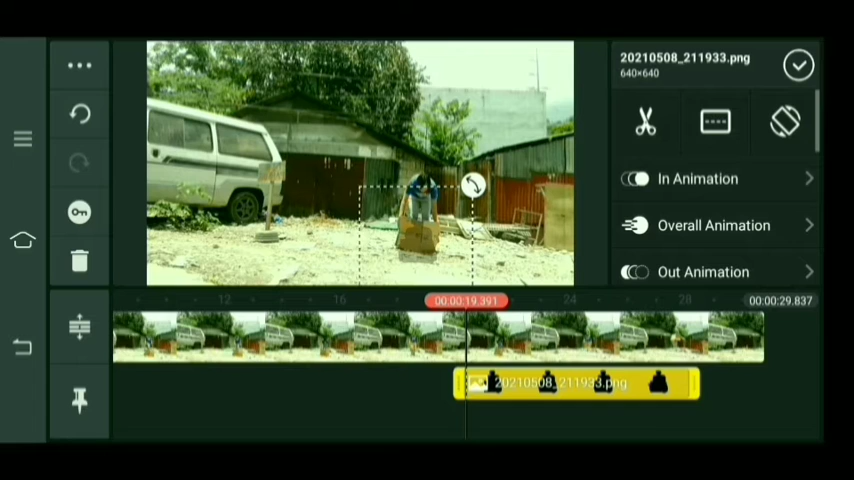 20210508_211933.png
640×640
In Animation
Overall Animation
Out Animation
12
16
00:00:19.391
24
28
00:00:29.837
20210508_211933.png